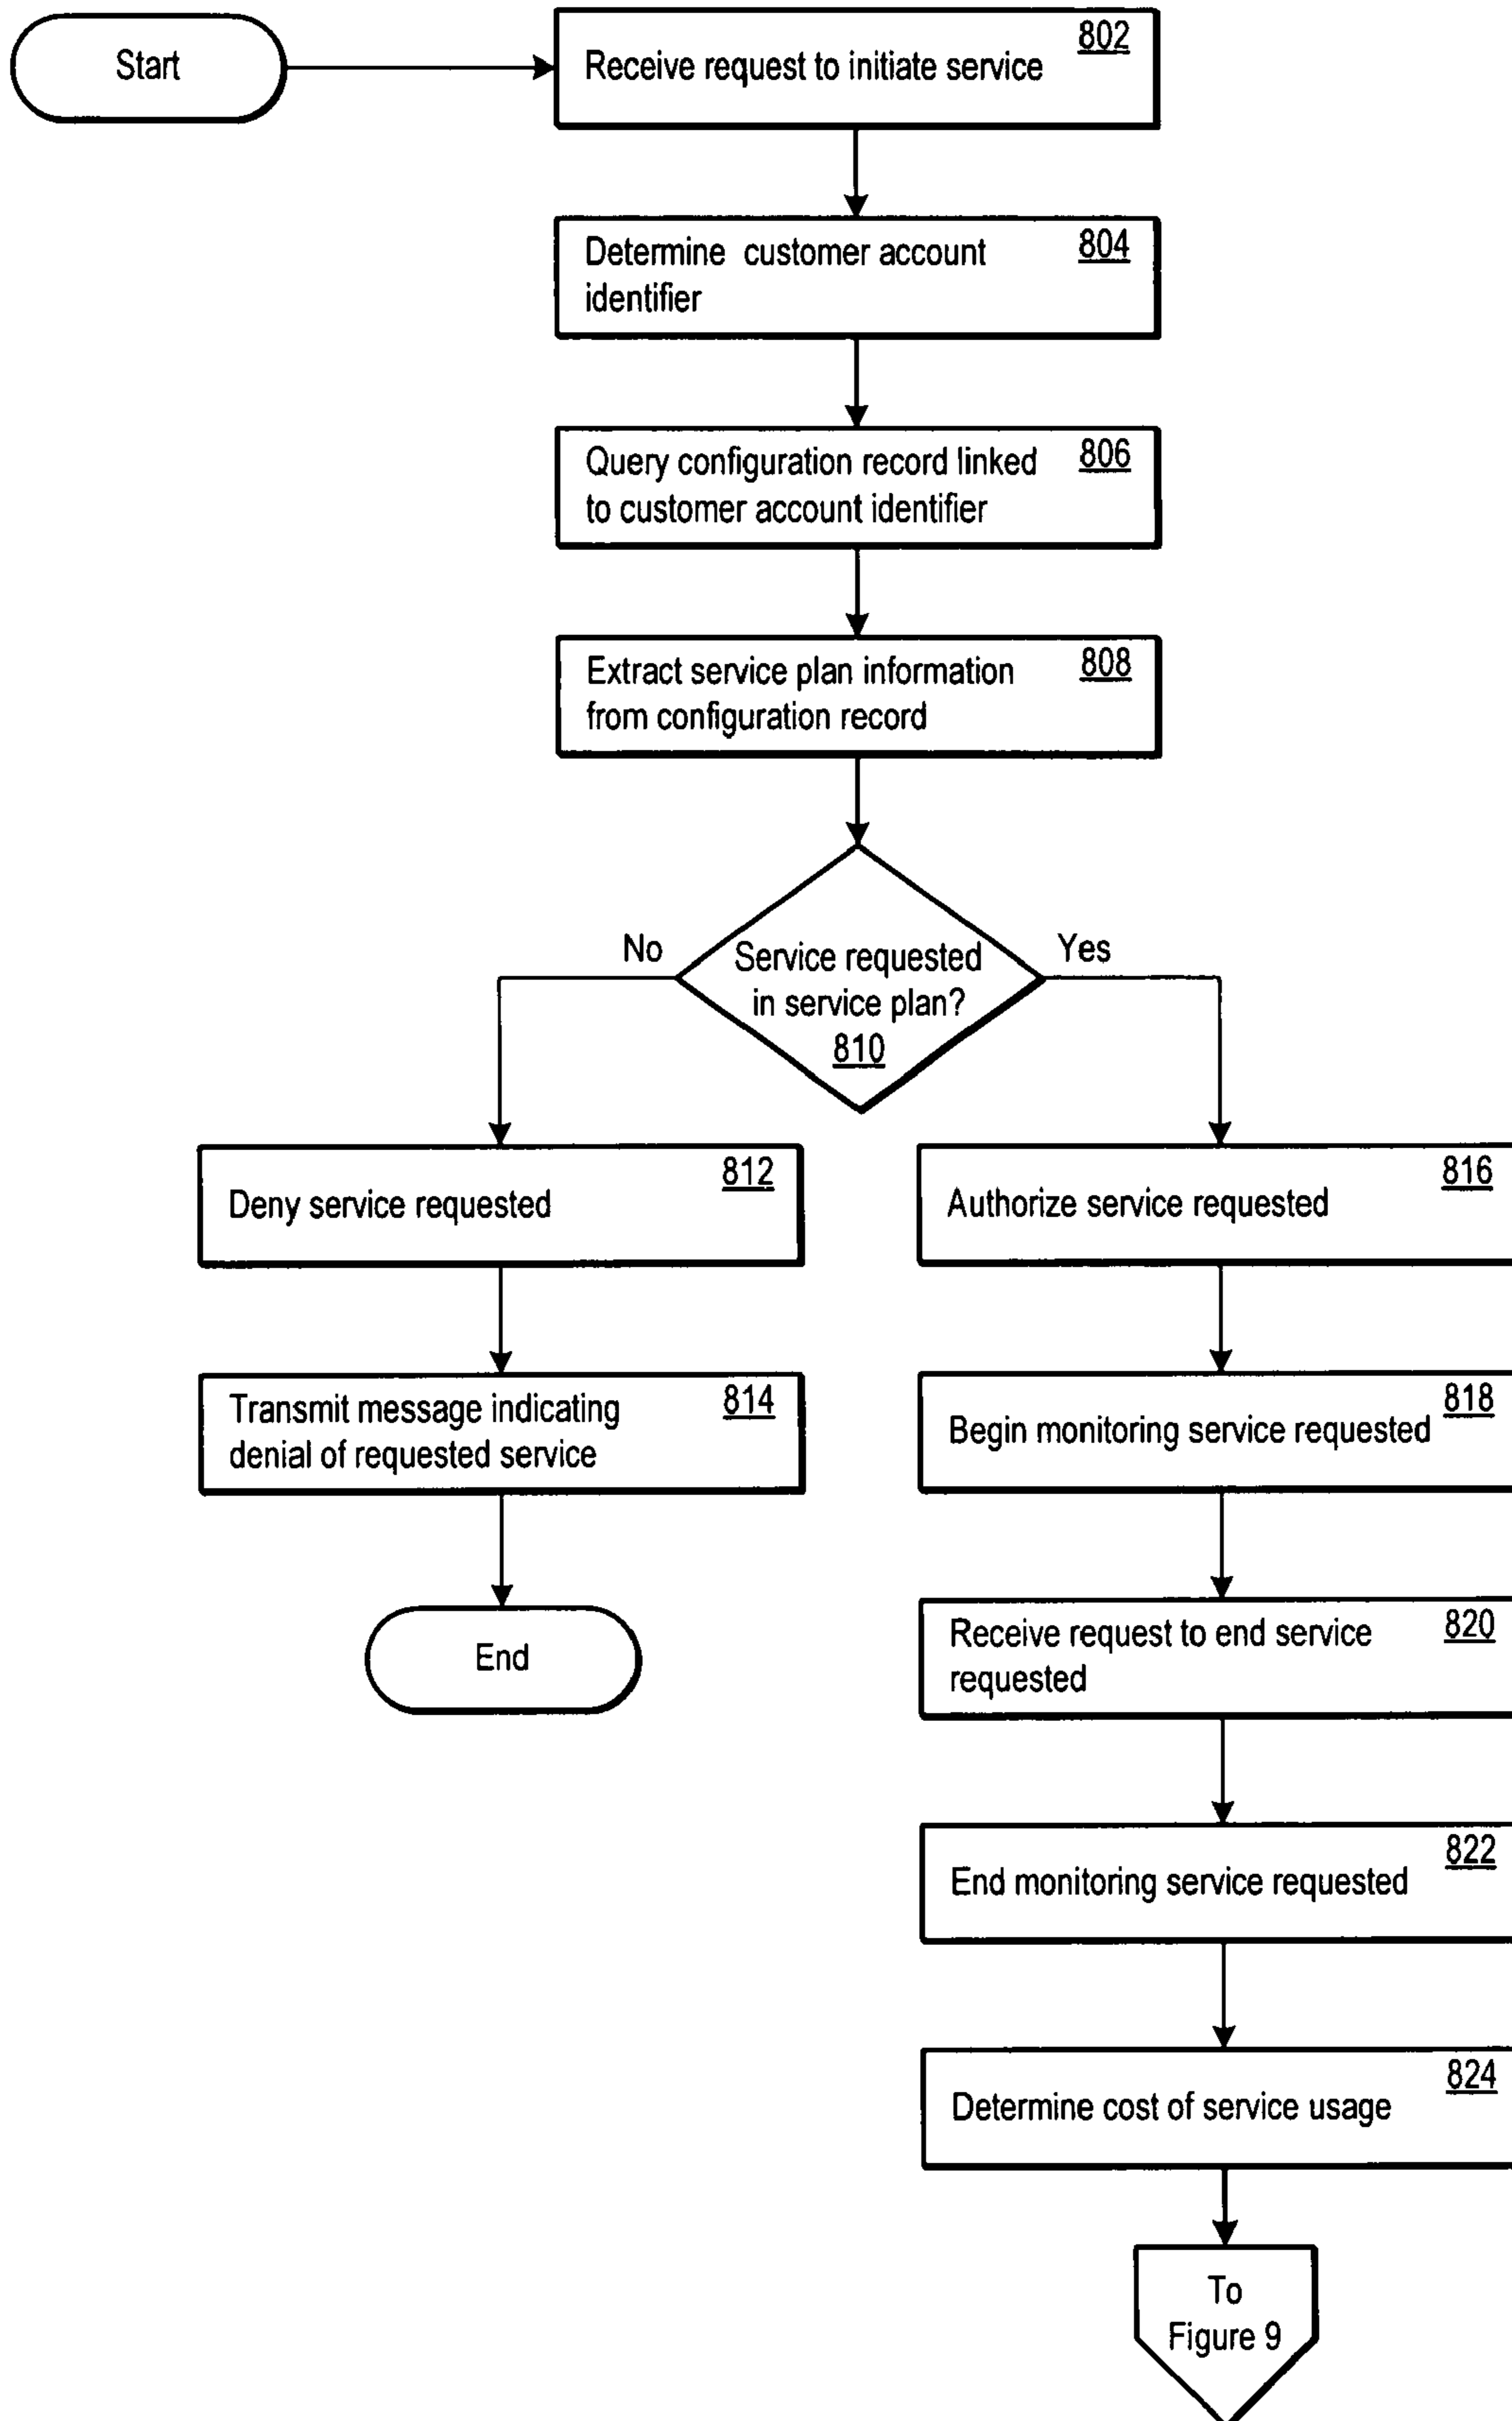 Start
Receive request to initiate service
802
Determine customer account
identifier
804
Query configuration record linked
to customer account identifier
806
Extract service plan information
from configuration record
808
Service requested
in service plan?
810
No
Yes
Deny service requested
812
Transmit message indicating
denial of requested service
814
End
Authorize service requested
816
Begin monitoring service requested
818
Receive request to end service
requested
820
End monitoring service requested
822
Determine cost of service usage
824
To
Figure 9